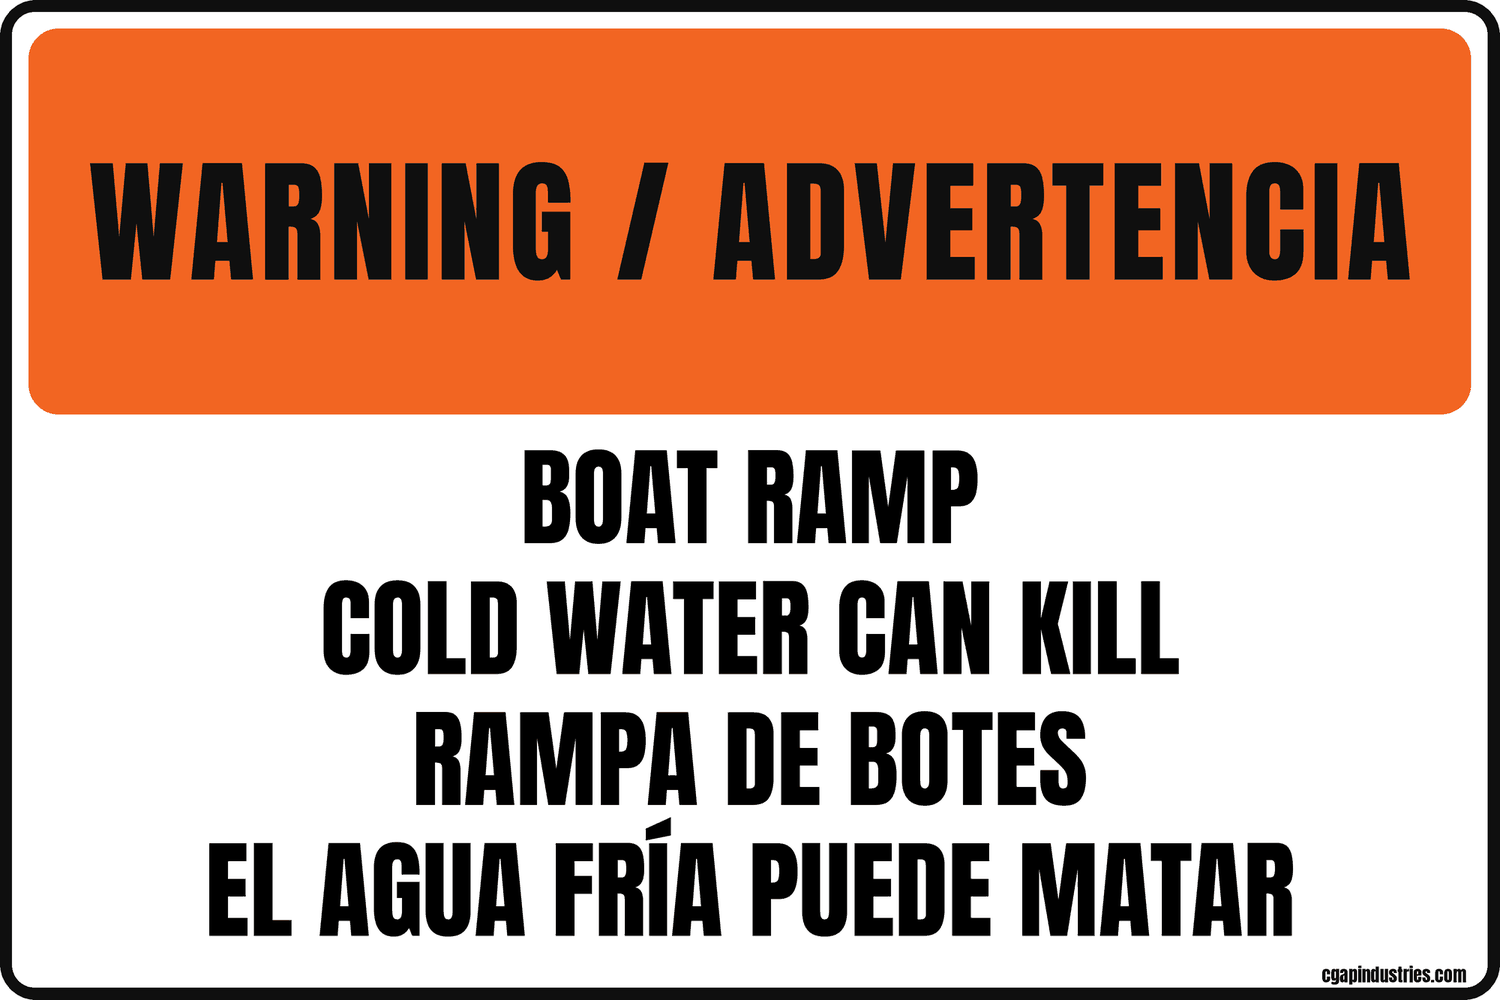 WARNING / ADVERTENCIA
BOAT RAMP
COLD WATER CAN KILL
RAMPA DE BOTES
EL AGUA FRÍA PUEDE MATAR
cgapindustries.com